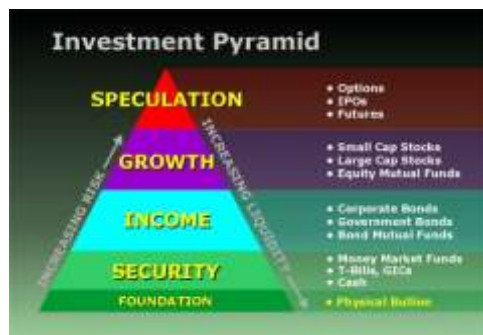 Investment Pyramid
SPECULATION
• Options
• IPOs
• Futures
GROWTH
• Small Cap Stocks
• Large Cap Stocks
• Equity Mutual Funds
INCOME
• Corporate Bonds
• Government Bonds
• Bond Mutual Funds
SECURITY
• Money Market Funds
• T-Bills, GICs
• Cash
FOUNDATION
• Physical Bullion
INCREASING RISK
INCREASING LIQUIDITY